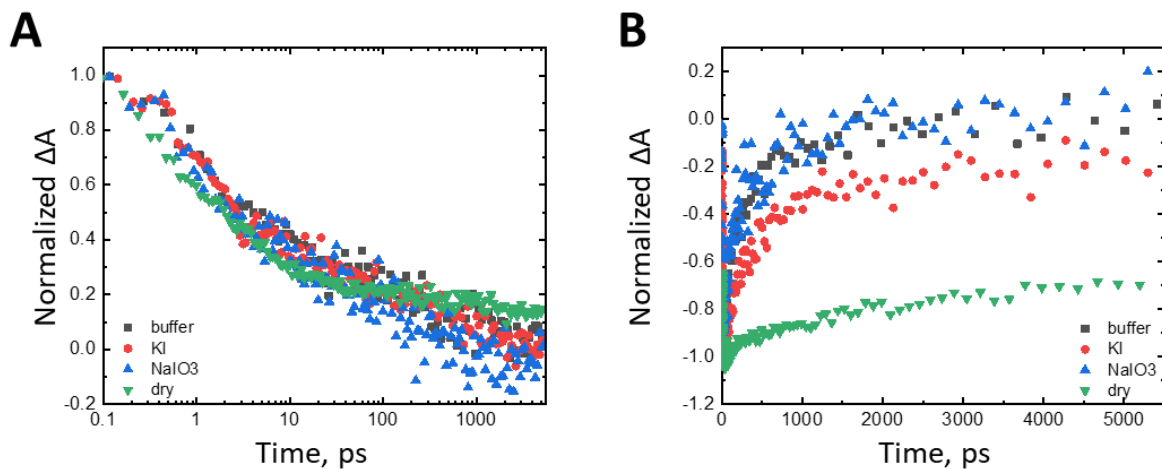 A
Normalized ΔA
1.0
0.8
0.6
0.4
0.2
0.0
-0.2
buffer
KI
NaIO3
dry
0.1
1
10
100
1000
Time, ps
B
Normalized ΔA
0.2
0.0
-0.2
-0.4
-0.6
-0.8
-1.0
-1.2
buffer
KI
NaIO3
dry
0
1000
2000
3000
4000
5000
Time, ps